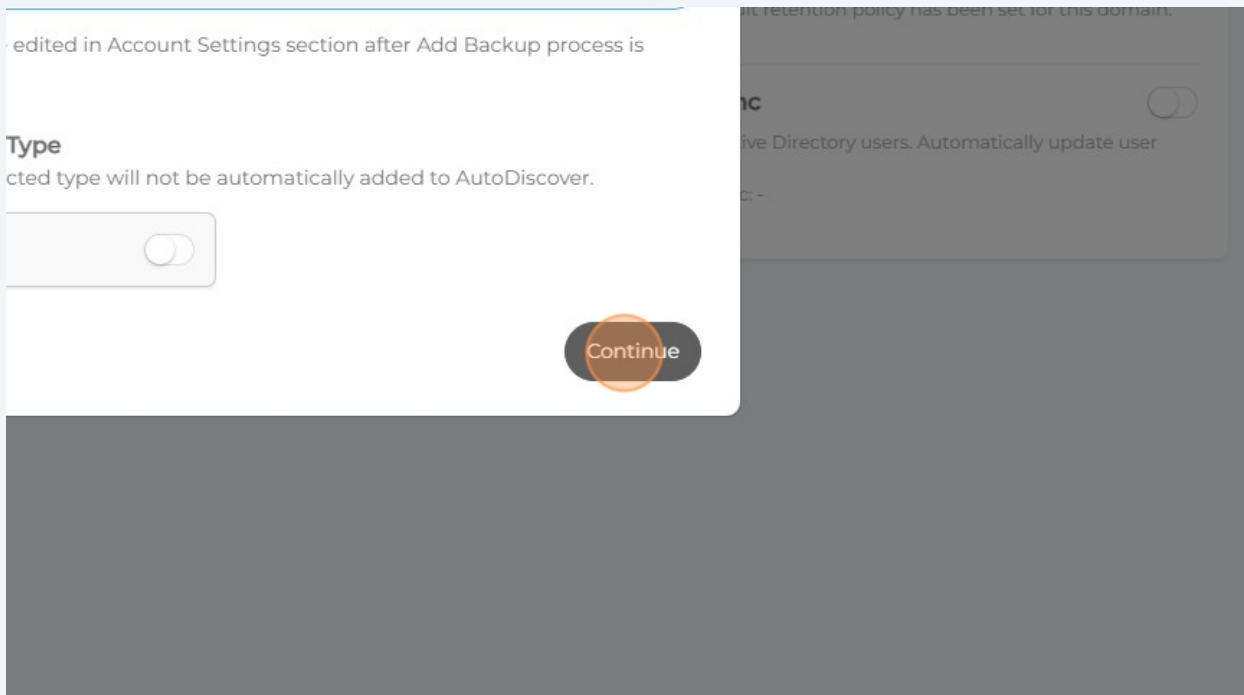 edited in Account Settings section after Add Backup process is
Type
cted type will not be automatically added to AutoDiscover.
Continue
ult retention policy has been set for this domain.
nc
ive Directory users. Automatically update user
c: -